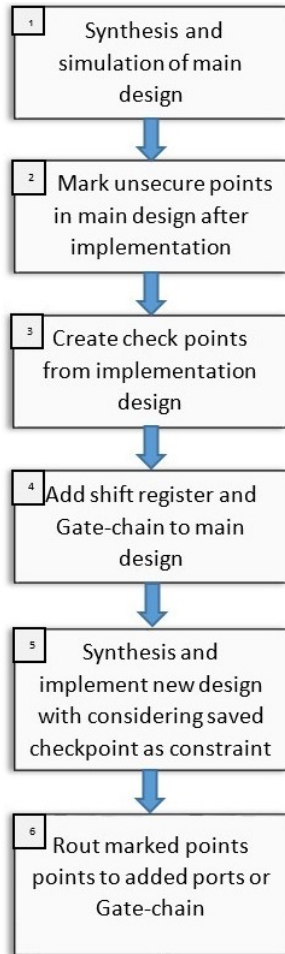 1
Synthesis and
simulation of main
design
2
Mark unsecure points
in main design after
implementation
3
Create check points
from implementation
design
4
Add shift register and
Gate-chain to main
design
5
Synthesis and
implement new design
with considering saved
checkpoint as constraint
6
Rout marked points
points to added ports or
Gate-chain